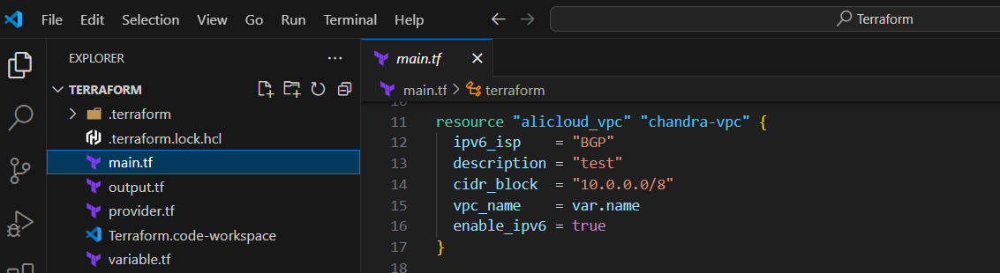 File Edit Selection View Go Run Terminal Help
Terraform
EXPLORER
TERRAFORM
.terraform
.terraform.lock.hcl
main.tf
output.tf
provider.tf
Terraform.code-workspace
variable.tf
main.tf
main.tf > terraform
11 resource "alicloud_vpc" "chandra-vpc" {
12   ipv6_isp    = "BGP"
13   description = "test"
14   cidr_block  = "10.0.0.0/8"
15   vpc_name    = var.name
16   enable_ipv6 = true
17 }
18